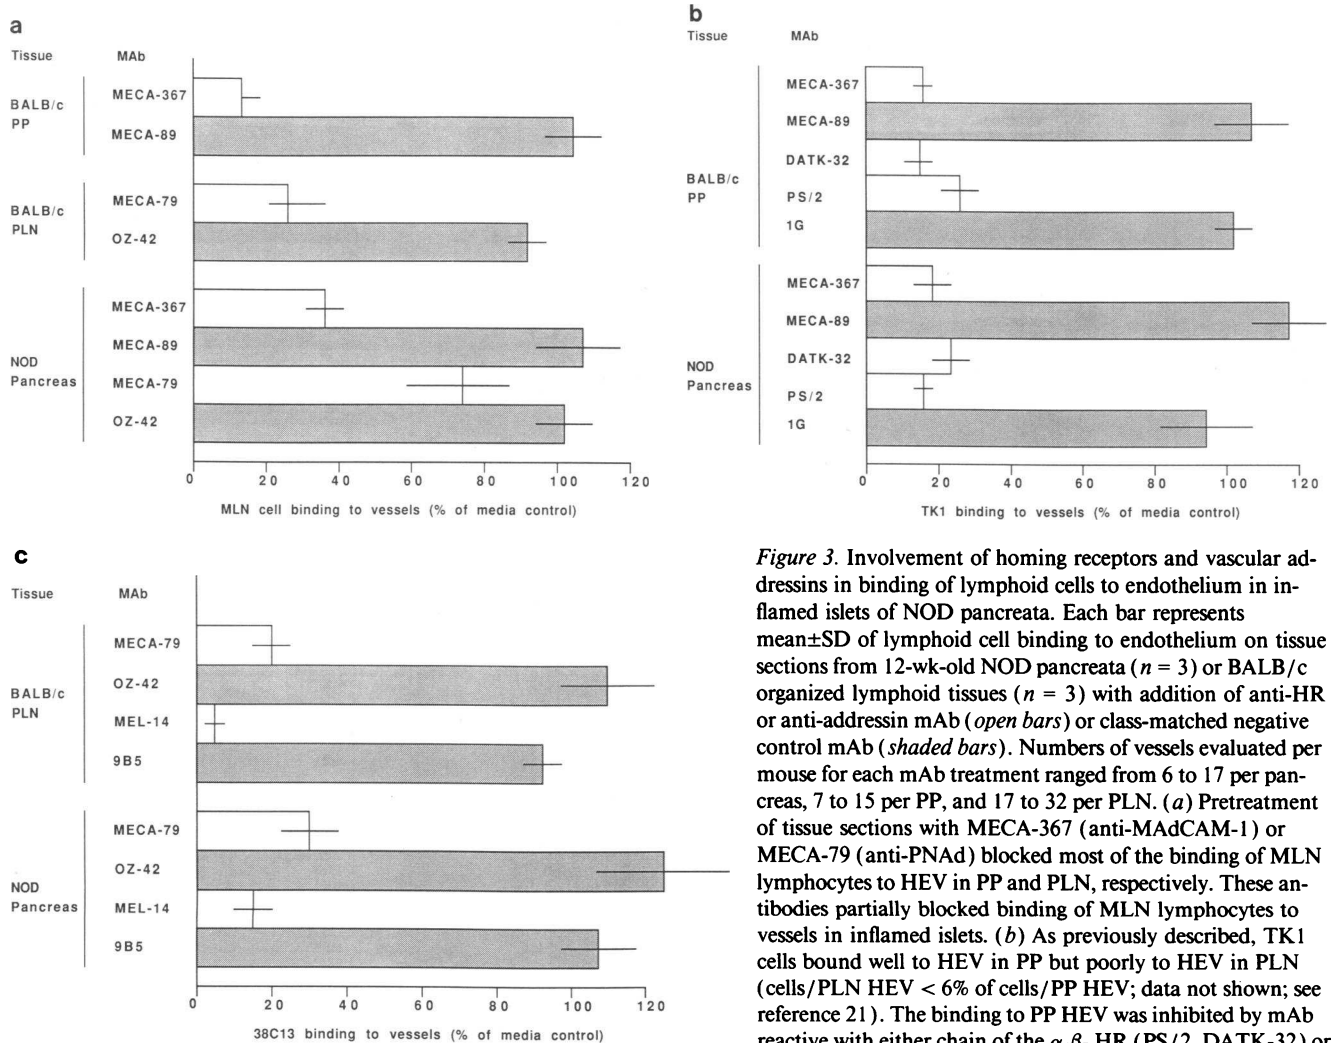 a
Tissue MAb
BALB/c
PP
MECA-367
MECA-89
BALB/c
PLN
MECA-79
OZ-42
NOD
Pancreas
MECA-367
MECA-89
MECA-79
OZ-42
0 20 40 60 80 100 120
MLN cell binding to vessels (% of media control)
b
Tissue MAb
BALB/c
PP
MECA-367
MECA-89
DATK-32
PS/2
1G
NOD
Pancreas
MECA-367
MECA-89
DATK-32
PS/2
1G
0 20 40 60 80 100 120
TK1 binding to vessels (% of media control)
c
Tissue MAb
BALB/c
PLN
MECA-79
OZ-42
MEL-14
9B5
NOD
Pancreas
MECA-79
OZ-42
MEL-14
9B5
0 20 40 60 80 100 120
38C13 binding to vessels (% of media control)
Figure 3. Involvement of homing receptors and vascular ad-
dressins in binding of lymphoid cells to endothelium in in-
flamed islets of NOD pancreata. Each bar represents
mean±SD of lymphoid cell binding to endothelium on tissue
sections from 12-wk-old NOD pancreata (n = 3) or BALB/c
organized lymphoid tissues (n = 3) with addition of anti-HR
or anti-addressin mAb (open bars) or class-matched negative
control mAb (shaded bars). Numbers of vessels evaluated per
mouse for each mAb treatment ranged from 6 to 17 per pan-
creas, 7 to 15 per PP, and 17 to 32 per PLN. (a) Pretreatment
of tissue sections with MECA-367 (anti-MAdCAM-1) or
MECA-79 (anti-PNAd) blocked most of the binding of MLN
lymphocytes to HEV in PP and PLN, respectively. These an-
tibodies partially blocked binding of MLN lymphocytes to
vessels in inflamed islets. (b) As previously described, TK1
cells bound well to HEV in PP but poorly to HEV in PLN
(cells/PLN HEV < 6% of cells/PP HEV; data not shown; see
reference 21). The binding to PP HEV was inhibited by mAb
reactive with either chain of the HR (PS/2, DATK-32) or